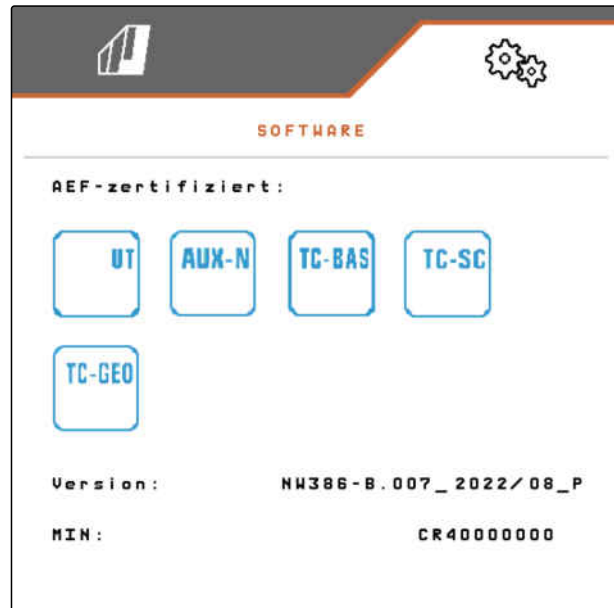 SOFTWARE
AEF-zertifiziert:
UT AUX-N TC-BAS TC-SC
TC-GEO
Version: NW386-B.007_2022/08_P
MIN: CR40000000